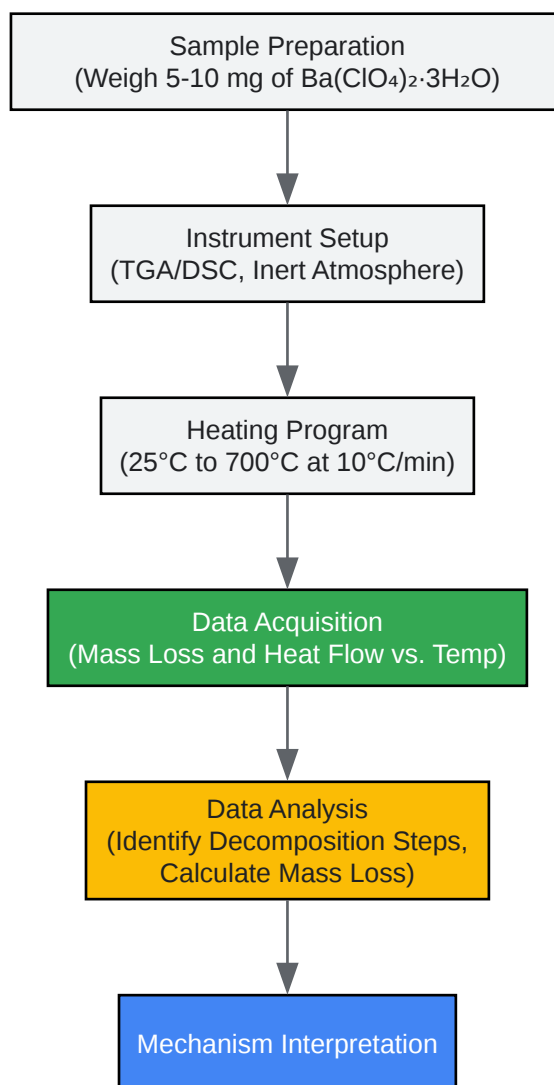 Sample Preparation
(Weigh 5-10 mg of Ba(ClO₄)₂·3H₂O)
Instrument Setup
(TGA/DSC, Inert Atmosphere)
Heating Program
(25°C to 700°C at 10°C/min)
Data Acquisition
(Mass Loss and Heat Flow vs. Temp)
Data Analysis
(Identify Decomposition Steps,
Calculate Mass Loss)
Mechanism Interpretation